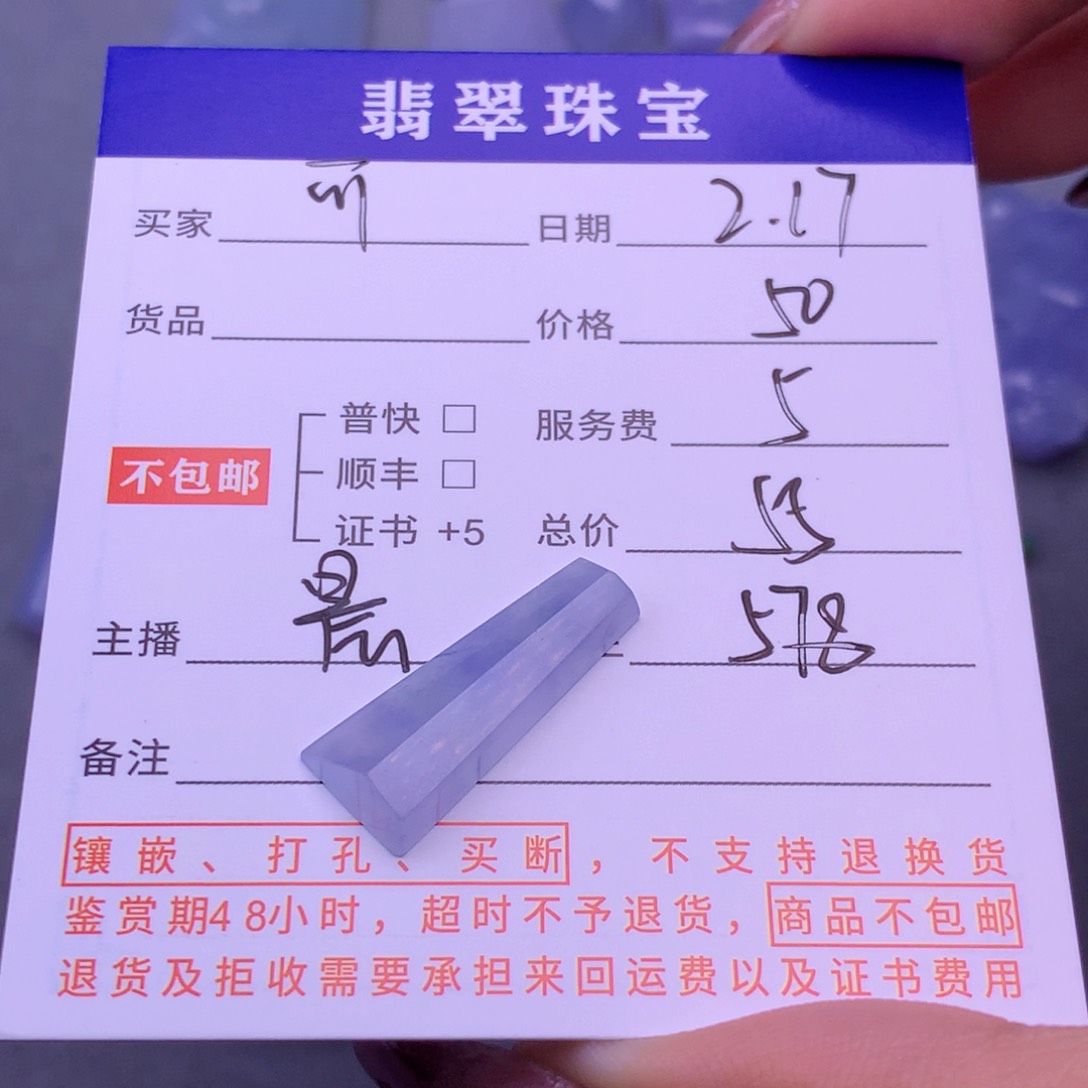 翡翠珠宝
买家 日期 2.17
货品 价格 50
普快 □ 服务费 5
不包邮 顺丰 □
证书 +5 总价 55
主播 578
备注
镶嵌、打孔、买断，不支持退换货
鉴赏期48小时，超时不予退货，商品不包邮
退货及拒收需要承担来回运费以及证书费用